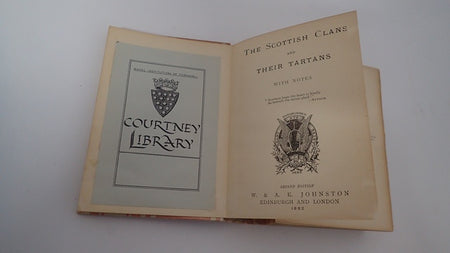 ROYAL INSTITUTION OF CORNWALL
COURTNEY
LIBRARY
THE SCOTTISH CLANS
AND
THEIR TARTANS
WITH NOTES
SECOND EDITION
W. & A. K. JOHNSTON
EDINBURGH AND LONDON
1892